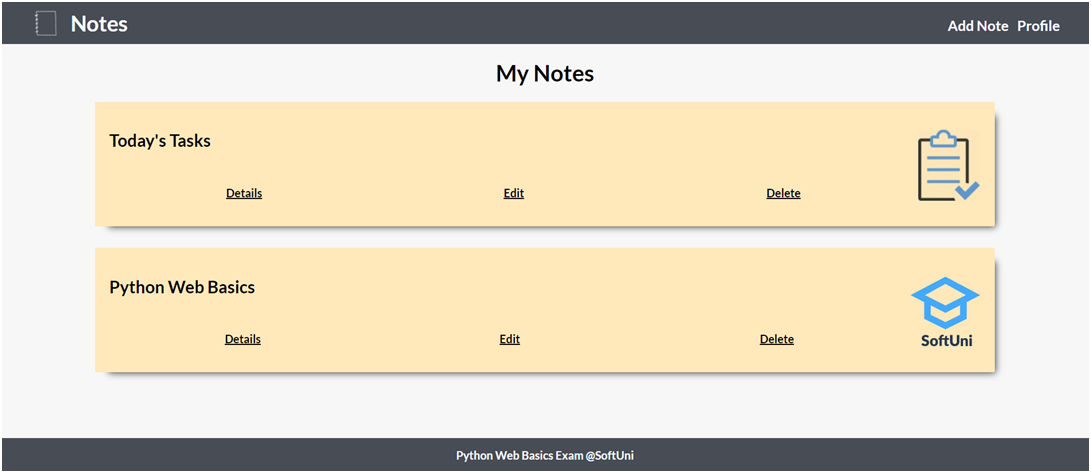 Notes
Add Note Profile
My Notes
Today's Tasks
Details Edit Delete
Python Web Basics
Details Edit Delete
SoftUni
Python Web Basics Exam @SoftUni